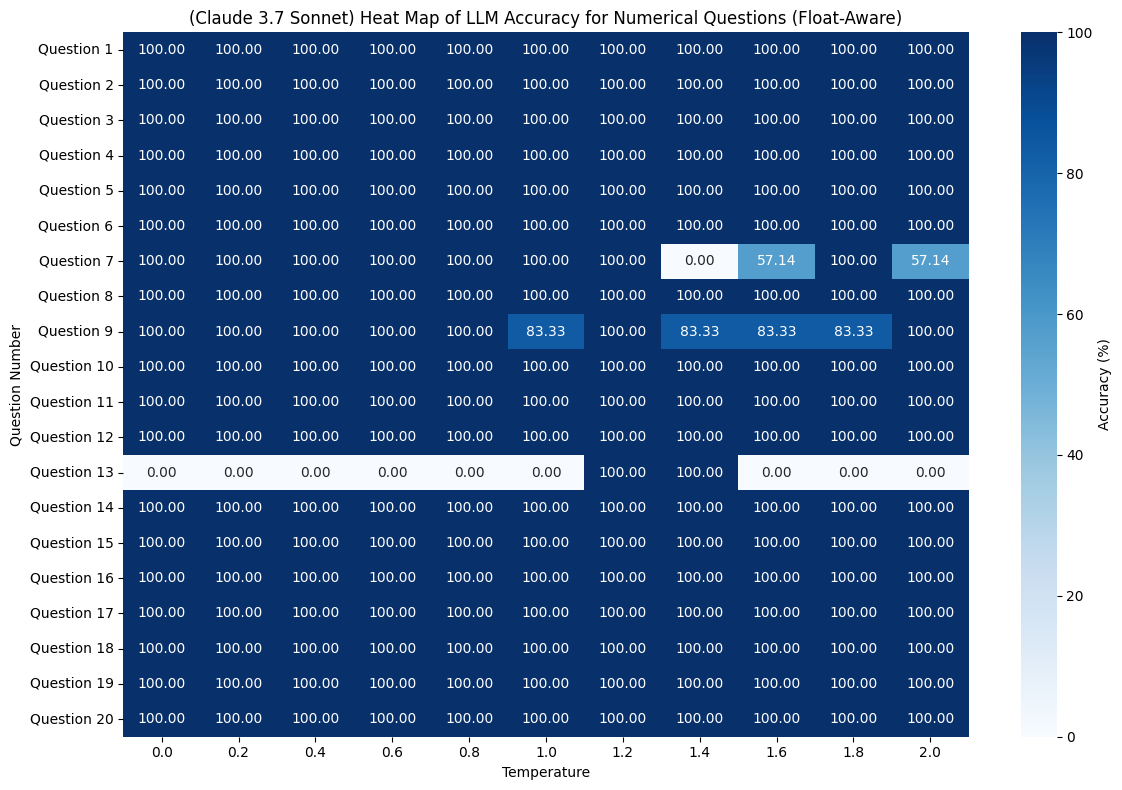 (Claude 3.7 Sonnet) Heat Map of LLM Accuracy for Numerical Questions (Float-Aware)
Question 1 100.00 100.00 100.00 100.00 100.00 100.00 100.00 100.00 100.00 100.00 100.00
Question 2 100.00 100.00 100.00 100.00 100.00 100.00 100.00 100.00 100.00 100.00 100.00
Question 3 100.00 100.00 100.00 100.00 100.00 100.00 100.00 100.00 100.00 100.00 100.00
Question 4 100.00 100.00 100.00 100.00 100.00 100.00 100.00 100.00 100.00 100.00 100.00
Question 5 100.00 100.00 100.00 100.00 100.00 100.00 100.00 100.00 100.00 100.00 100.00
Question 6 100.00 100.00 100.00 100.00 100.00 100.00 100.00 100.00 100.00 100.00 100.00
Question 7 100.00 100.00 100.00 100.00 100.00 100.00 100.00 0.00 57.14 100.00 57.14
Question 8 100.00 100.00 100.00 100.00 100.00 100.00 100.00 100.00 100.00 100.00 100.00
Question 9 100.00 100.00 100.00 100.00 100.00 83.33 100.00 83.33 83.33 83.33 100.00
Question 10 100.00 100.00 100.00 100.00 100.00 100.00 100.00 100.00 100.00 100.00 100.00
Question 11 100.00 100.00 100.00 100.00 100.00 100.00 100.00 100.00 100.00 100.00 100.00
Question 12 100.00 100.00 100.00 100.00 100.00 100.00 100.00 100.00 100.00 100.00 100.00
Question 13 0.00 0.00 0.00 0.00 0.00 0.00 100.00 100.00 0.00 0.00 0.00
Question 14 100.00 100.00 100.00 100.00 100.00 100.00 100.00 100.00 100.00 100.00 100.00
Question 15 100.00 100.00 100.00 100.00 100.00 100.00 100.00 100.00 100.00 100.00 100.00
Question 16 100.00 100.00 100.00 100.00 100.00 100.00 100.00 100.00 100.00 100.00 100.00
Question 17 100.00 100.00 100.00 100.00 100.00 100.00 100.00 100.00 100.00 100.00 100.00
Question 18 100.00 100.00 100.00 100.00 100.00 100.00 100.00 100.00 100.00 100.00 100.00
Question 19 100.00 100.00 100.00 100.00 100.00 100.00 100.00 100.00 100.00 100.00 100.00
Question 20 100.00 100.00 100.00 100.00 100.00 100.00 100.00 100.00 100.00 100.00 100.00
0.0 0.2 0.4 0.6 0.8 1.0 1.2 1.4 1.6 1.8 2.0
Temperature
Question Number
100
80
60
40
20
0
Accuracy (%)